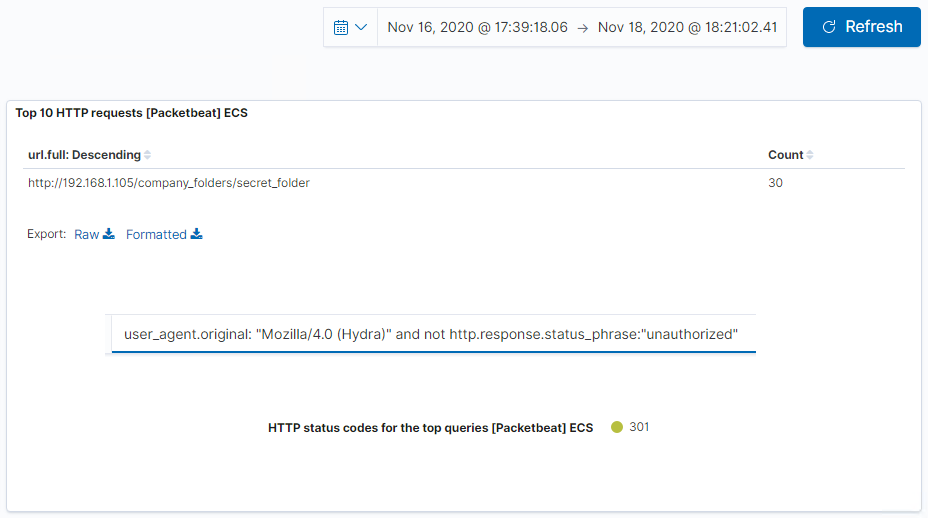 Nov 16, 2020 @ 17:39:18.06 → Nov 18, 2020 @ 18:21:02.41 Refresh
Top 10 HTTP requests [Packetbeat] ECS
url.full: Descending Count
http://192.168.1.105/company_folders/secret_folder 30
Export: Raw Formatted
user_agent.original: "Mozilla/4.0 (Hydra)" and not http.response.status_phrase:"unauthorized"
HTTP status codes for the top queries [Packetbeat] ECS 301